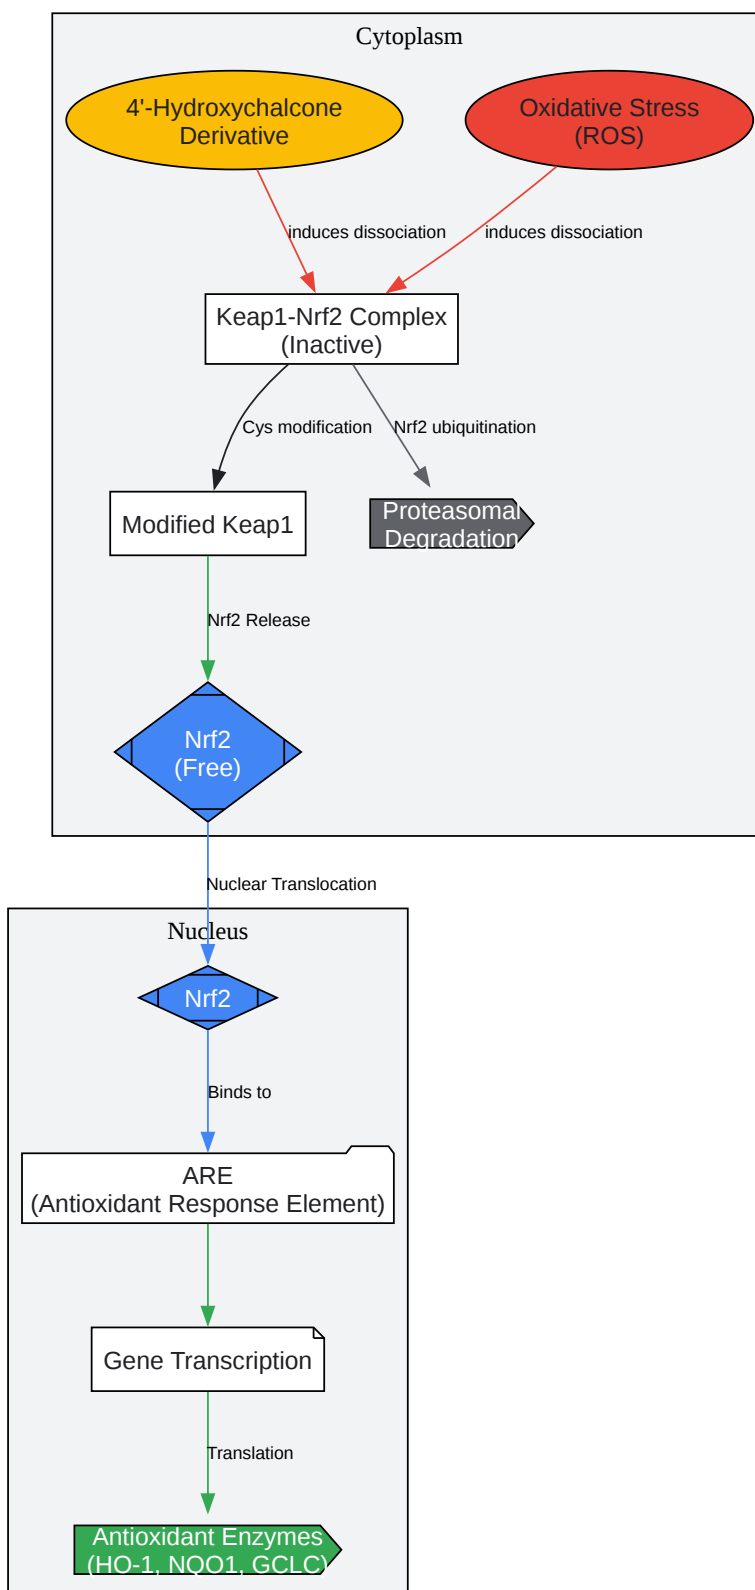 Cytoplasm
4'-Hydroxychalcone
Derivative
Oxidative Stress
(ROS)
induces dissociation
induces dissociation
Keap1-Nrf2 Complex
(Inactive)
Cys modification
Nrf2 ubiquitination
Modified Keap1
Proteasomal
Degradation
Nrf2 Release
Nrf2
(Free)
Nuclear Translocation
Nucleus
Nrf2
Binds to
ARE
(Antioxidant Response Element)
Gene Transcription
Translation
Antioxidant Enzymes
(HO-1, NQO1, GCLC)